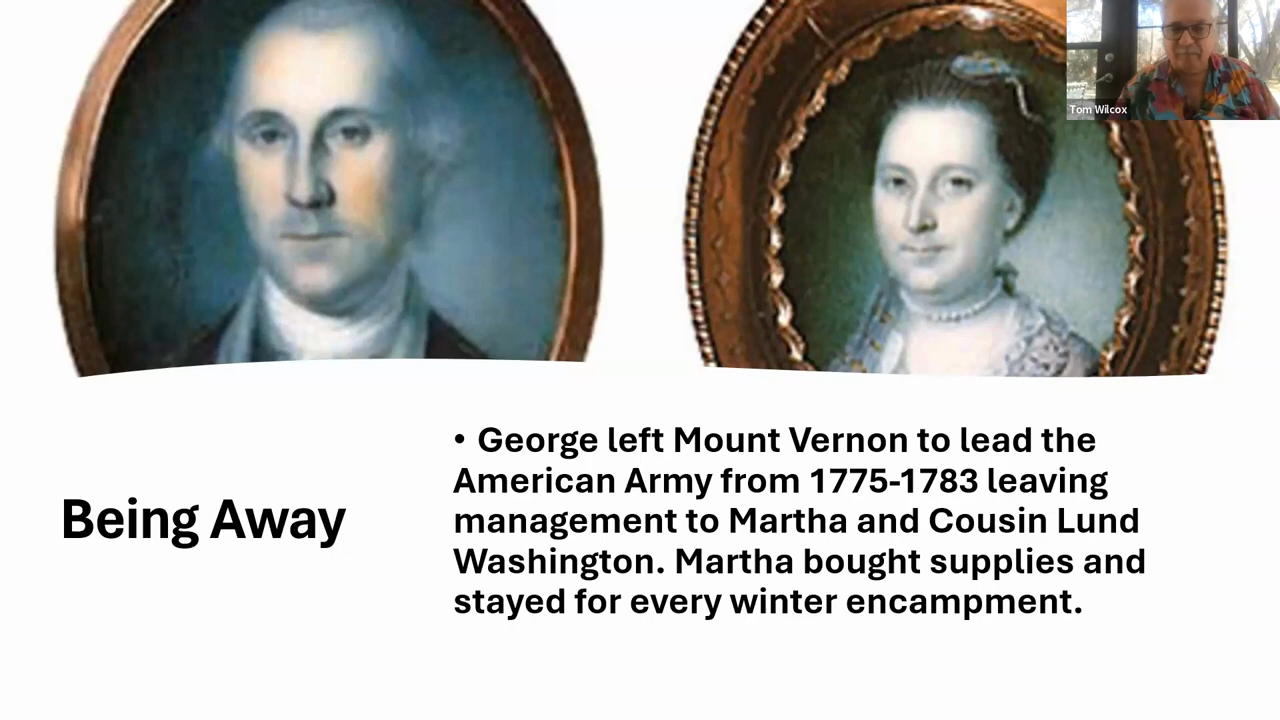 Tom Wilcox
Being Away
• George left Mount Vernon to lead the
American Army from 1775-1783 leaving
management to Martha and Cousin Lund
Washington. Martha bought supplies and
stayed for every winter encampment.